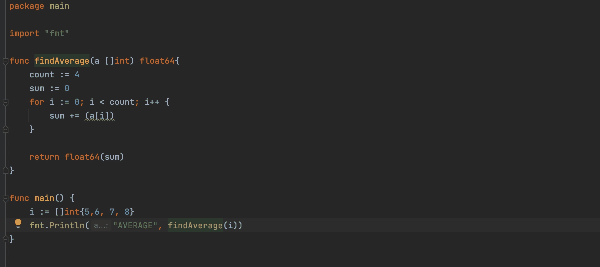 package main
import "fmt"
func findAverage(a []int) float64{
count := 4
sum := 0
for i := 0; i < count; i++ {
sum += (a[i])
}
return float64(sum)
}
func main() {
i := []int{5,6, 7, 8}
fmt.Println( a...: "AVERAGE", findAverage(i))
}